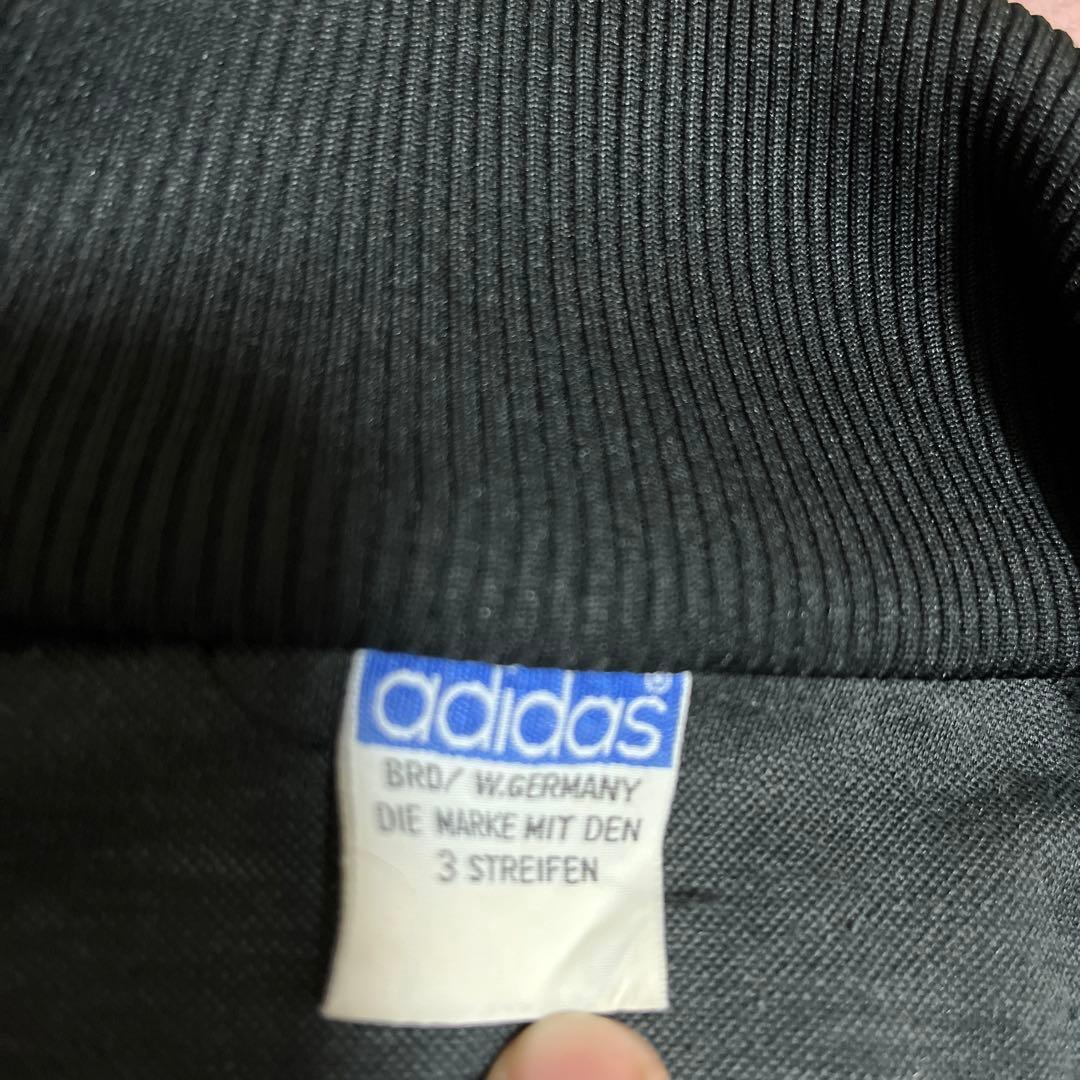 adidas®
BRD/ W.GERMANY
DIE MARKE MIT DEN
3 STREIFEN